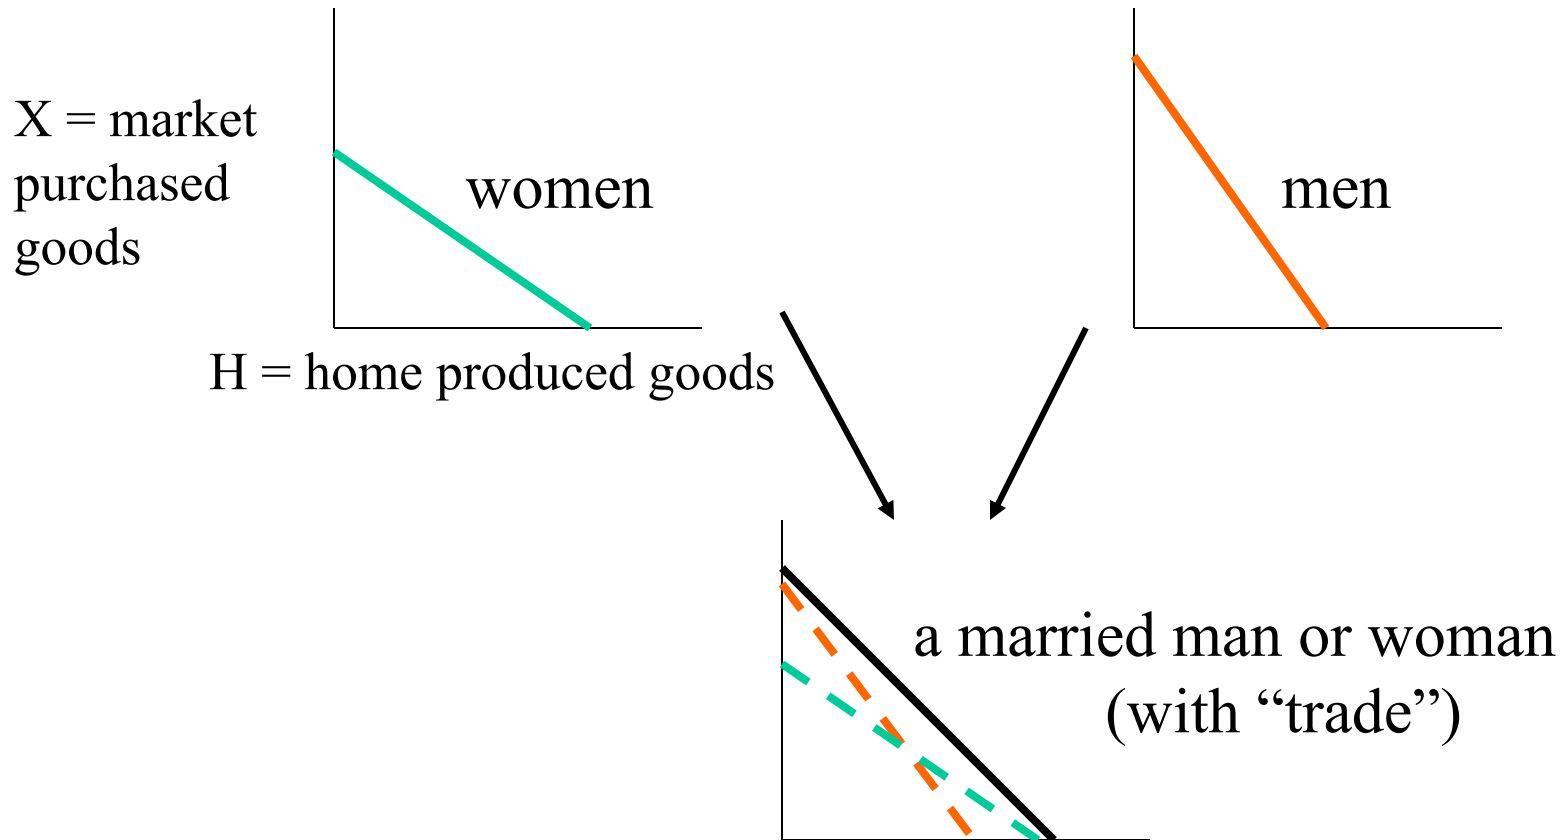 X = market
purchased
goods
women
men
H = home produced goods
a married man or woman
(with “trade”)